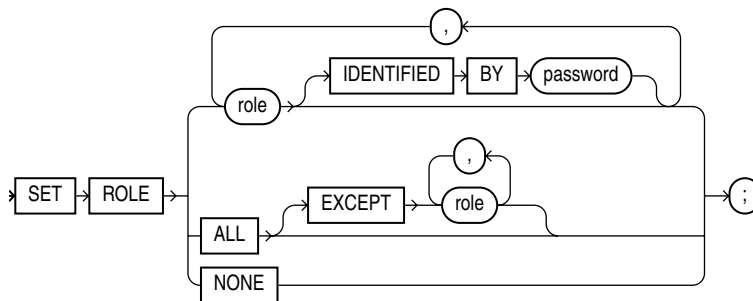 ,
IDENTIFIED BY password
role
,
SET ROLE EXCEPT role ;
ALL
NONE